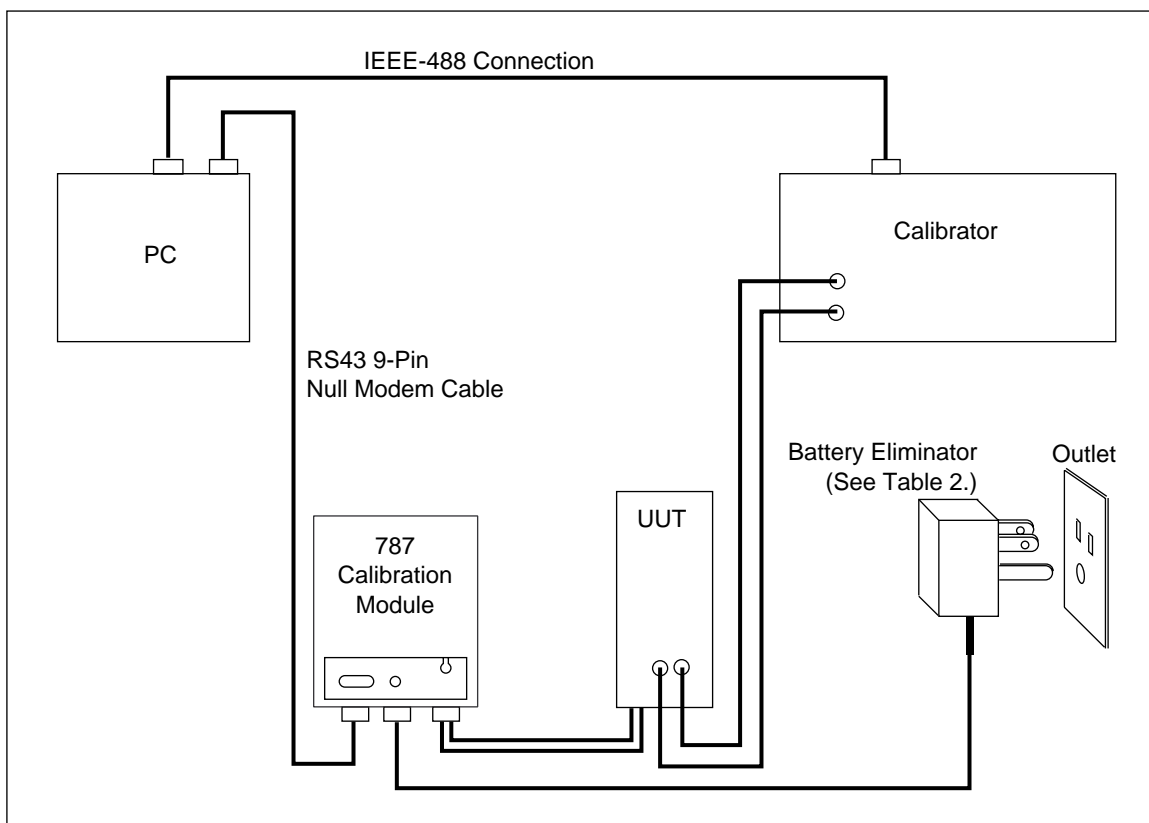 IEEE-488 Connection
PC
Calibrator
RS43 9-Pin
Null Modem Cable
Battery Eliminator
(See Table 2.)
Outlet
UUT
787
Calibration
Module